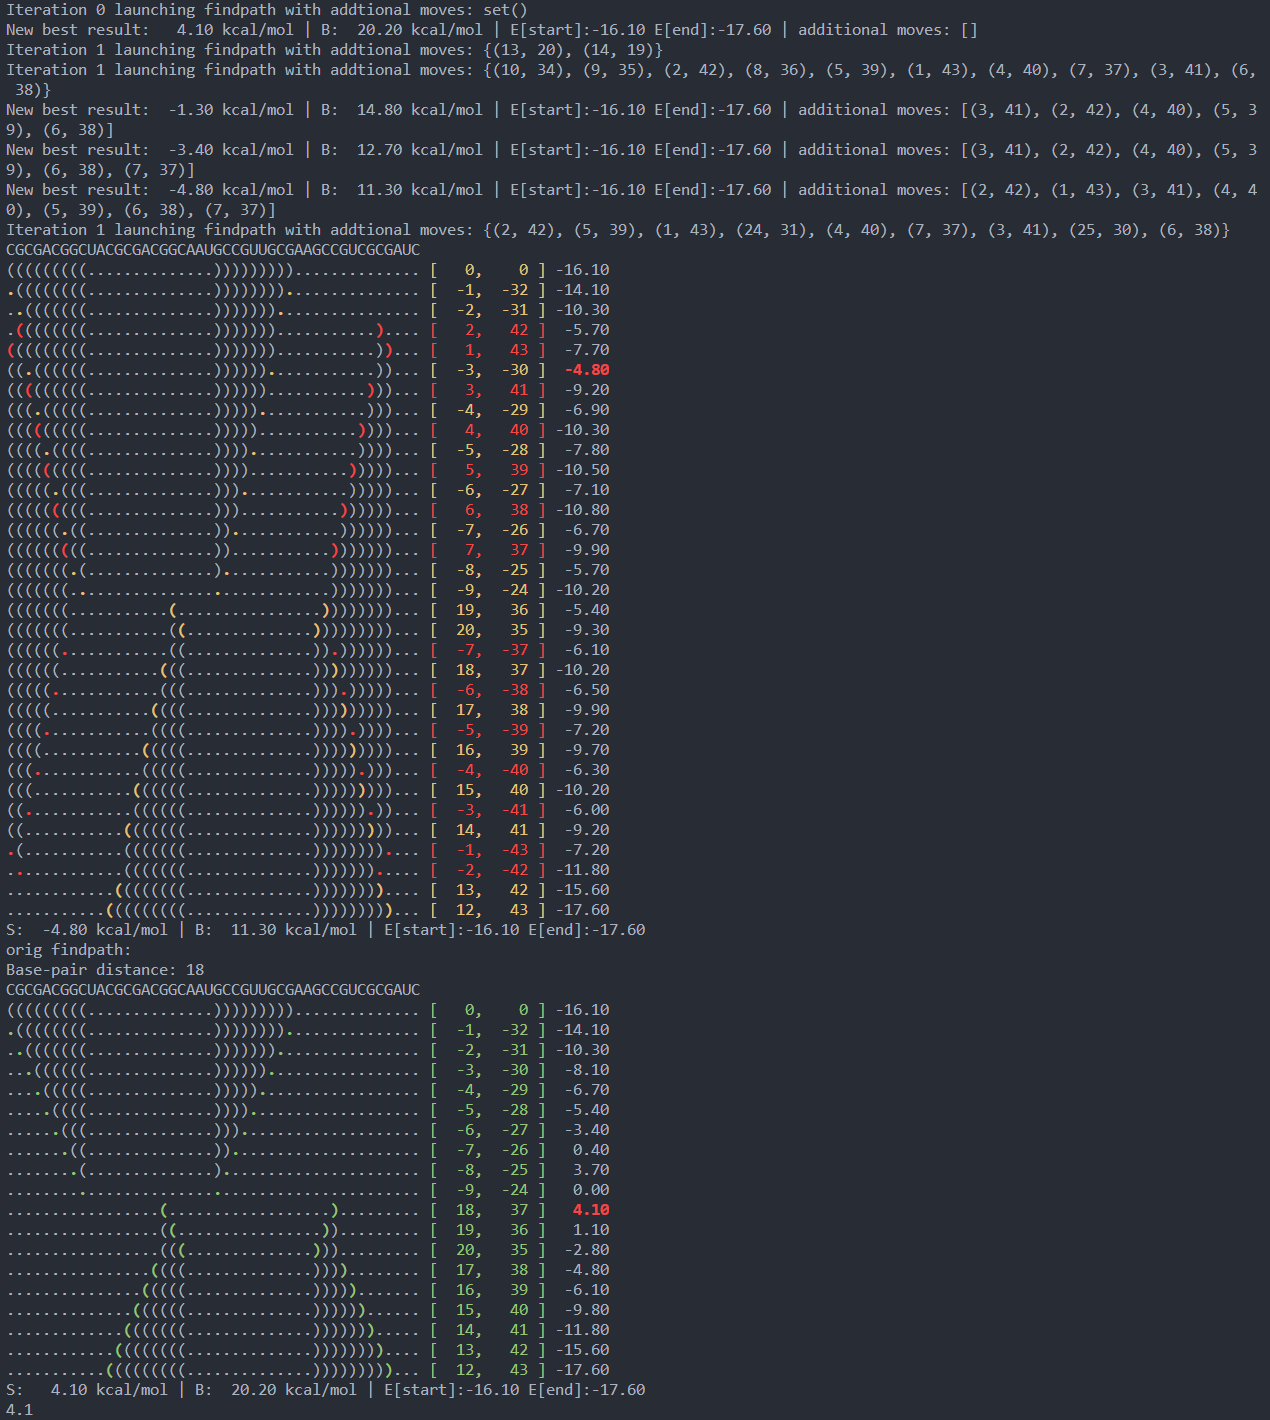 Iteration 0 launching findpath with addtional moves: set()
New best result:   4.10 kcal/mol | B:  20.20 kcal/mol | E[start]:-16.10 E[end]:-17.60 | additional moves: []
Iteration 1 launching findpath with addtional moves: {(13, 20), (14, 19)}
Iteration 1 launching findpath with addtional moves: {(10, 34), (9, 35), (2, 42), (8, 36), (5, 39), (1, 43), (4, 40), (7, 37), (3, 41), (6,
 38)}
New best result:  -1.30 kcal/mol | B:  14.80 kcal/mol | E[start]:-16.10 E[end]:-17.60 | additional moves: [(3, 41), (2, 42), (4, 40), (5, 3
9), (6, 38)]
New best result:  -3.40 kcal/mol | B:  12.70 kcal/mol | E[start]:-16.10 E[end]:-17.60 | additional moves: [(3, 41), (2, 42), (4, 40), (5, 3
9), (6, 38), (7, 37)]
New best result:  -4.80 kcal/mol | B:  11.30 kcal/mol | E[start]:-16.10 E[end]:-17.60 | additional moves: [(2, 42), (1, 43), (3, 41), (4, 4
0), (5, 39), (6, 38), (7, 37)]
Iteration 1 launching findpath with addtional moves: {(2, 42), (5, 39), (1, 43), (24, 31), (4, 40), (7, 37), (3, 41), (25, 30), (6, 38)}
CGCGACGGCUACGCGACGGCAAUGCCGUUGCGAAGCCGUCGCGAUC
(((((((((..............))))))))).............. [   0,    0 ] -16.10
.((((((((..............))))))))............... [  -1,  -32 ] -14.10
..(((((((..............)))))))................ [  -2,  -31 ] -10.30
.((((((((..............)))))))...........).... [   2,   42 ]  -5.70
(((((((((..............)))))))...........))... [   1,   43 ]  -7.70
((.((((((..............))))))............))... [  -3,  -30 ]  -4.80
(((((((((..............))))))...........)))... [   3,   41 ]  -9.20
(((.(((((..............)))))............)))... [  -4,  -29 ]  -6.90
(((((((((..............)))))...........))))... [   4,   40 ] -10.30
((((.((((..............))))............))))... [  -5,  -28 ]  -7.80
(((((((((..............))))...........)))))... [   5,   39 ] -10.50
(((((.(((..............)))............)))))... [  -6,  -27 ]  -7.10
(((((((((..............)))...........))))))... [   6,   38 ] -10.80
((((((.((..............))............))))))... [  -7,  -26 ]  -6.70
(((((((((..............))...........)))))))... [   7,   37 ]  -9.90
(((((((.(..............)............)))))))... [  -8,  -25 ]  -5.70
(((((((.............................)))))))... [  -9,  -24 ] -10.20
(((((((...........(................))))))))... [  19,   36 ]  -5.40
(((((((...........((..............)))))))))... [  20,   35 ]  -9.30
((((((............((..............)).))))))... [  -7,  -37 ]  -6.10
((((((...........(((..............)))))))))... [  18,   37 ] -10.20
(((((............(((..............))).)))))... [  -6,  -38 ]  -6.50
(((((...........((((..............)))))))))... [  17,   38 ]  -9.90
((((............((((..............)))).))))... [  -5,  -39 ]  -7.20
((((...........(((((..............)))))))))... [  16,   39 ]  -9.70
(((............(((((..............))))).)))... [  -4,  -40 ]  -6.30
(((...........((((((..............)))))))))... [  15,   40 ] -10.20
((............((((((..............)))))).))... [  -3,  -41 ]  -6.00
((...........(((((((..............)))))))))... [  14,   41 ]  -9.20
.(...........(((((((..............)))))))).... [  -1,  -43 ]  -7.20
.............(((((((..............)))))))..... [  -2,  -42 ] -11.80
............((((((((..............)))))))).... [  13,   42 ] -15.60
...........(((((((((..............)))))))))... [  12,   43 ] -17.60
S:  -4.80 kcal/mol | B:  11.30 kcal/mol | E[start]:-16.10 E[end]:-17.60
orig findpath:
Base-pair distance: 18
CGCGACGGCUACGCGACGGCAAUGCCGUUGCGAAGCCGUCGCGAUC
(((((((((..............))))))))).............. [   0,    0 ] -16.10
.((((((((..............))))))))............... [  -1,  -32 ] -14.10
..(((((((..............)))))))................ [  -2,  -31 ] -10.30
...((((((..............))))))................. [  -3,  -30 ]  -8.10
....(((((..............))))).................. [  -4,  -29 ]  -6.70
.....((((..............))))................... [  -5,  -28 ]  -5.40
......(((..............))).................... [  -6,  -27 ]  -3.40
.......((..............))..................... [  -7,  -26 ]   0.40
........(..............)...................... [  -8,  -25 ]   3.70
.............................................. [  -9,  -24 ]   0.00
.................(..................)......... [  18,   37 ]   4.10
.................((................))......... [  19,   36 ]   1.10
.................(((..............)))......... [  20,   35 ]  -2.80
................((((..............))))........ [  17,   38 ]  -4.80
...............(((((..............)))))....... [  16,   39 ]  -6.10
..............((((((..............))))))...... [  15,   40 ]  -9.80
.............(((((((..............)))))))..... [  14,   41 ] -11.80
............((((((((..............)))))))).... [  13,   42 ] -15.60
...........(((((((((..............)))))))))... [  12,   43 ] -17.60
S:   4.10 kcal/mol | B:  20.20 kcal/mol | E[start]:-16.10 E[end]:-17.60
4.1